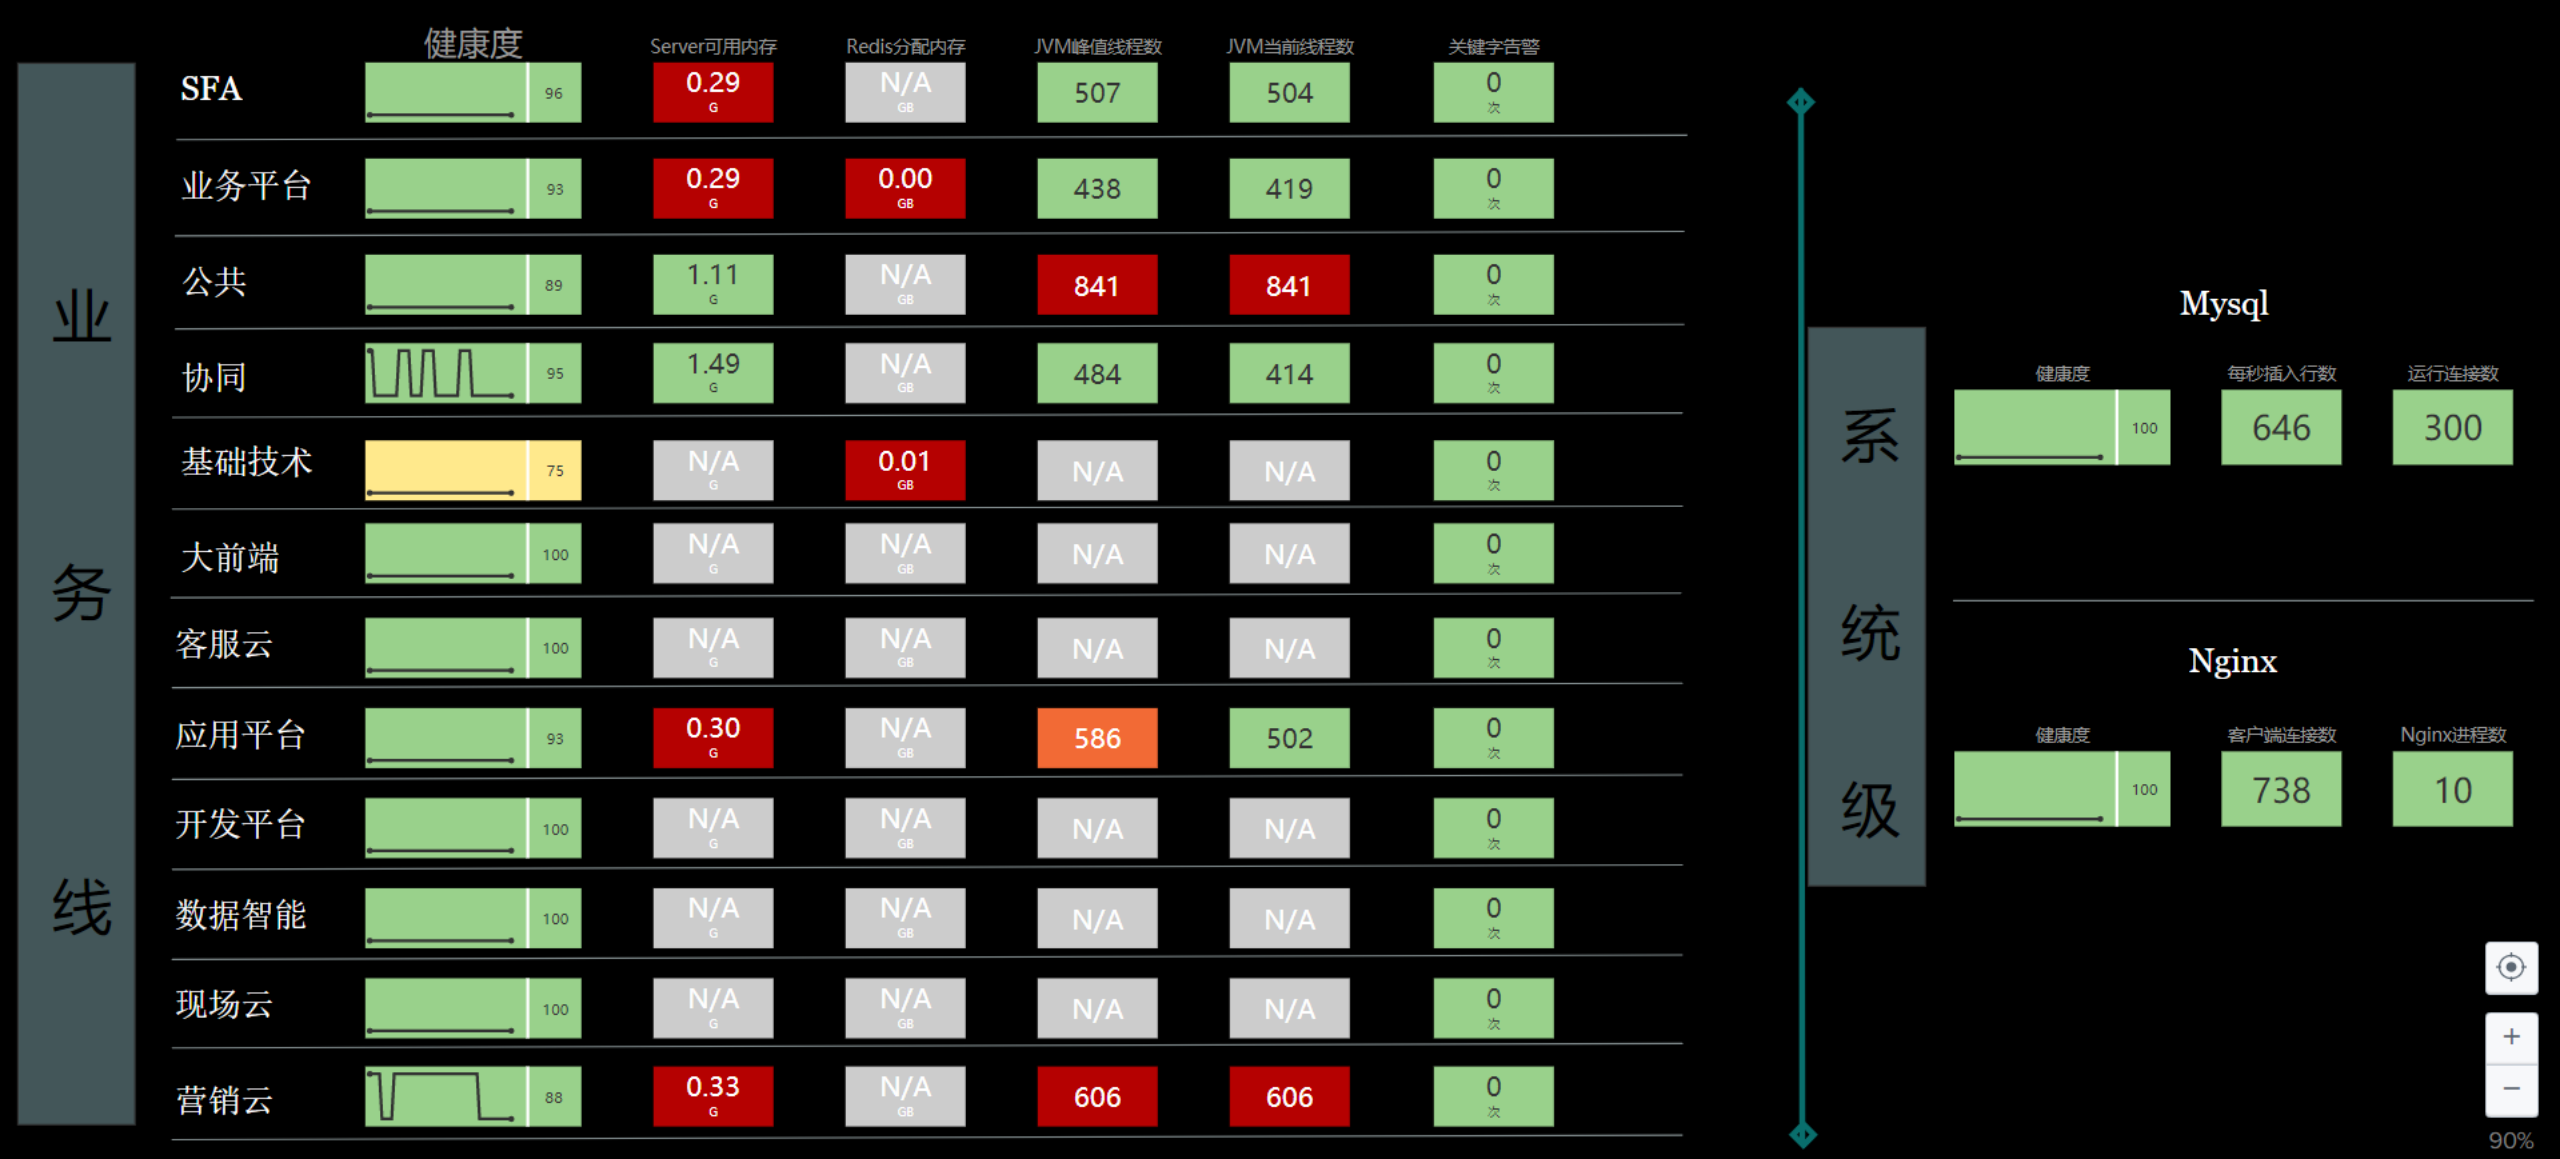 健康度 Server可用内存 Redis分配内存 JVM峰值线程数 JVM当前线程数 关键字告警
业务线
SFA 96 0.29 G N/A GB 507 504 0 次
业务平台 93 0.29 G 0.00 GB 438 419 0 次
公共 89 1.11 G N/A GB 841 841 0 次
协同 95 1.49 G N/A GB 484 414 0 次
基础技术 75 N/A G 0.01 GB N/A N/A 0 次
大前端 100 N/A G N/A GB N/A N/A 0 次
客服云 100 N/A G N/A GB N/A N/A 0 次
应用平台 93 0.30 G N/A GB 586 502 0 次
开发平台 100 N/A G N/A GB N/A N/A 0 次
数据智能 100 N/A G N/A GB N/A N/A 0 次
现场云 100 N/A G N/A GB N/A N/A 0 次
营销云 88 0.33 G N/A GB 606 606 0 次
系统级
Mysql
健康度 每秒插入行数 运行连接数
100 646 300
Nginx
健康度 客户端连接数 Nginx进程数
100 738 10
+
−
90%